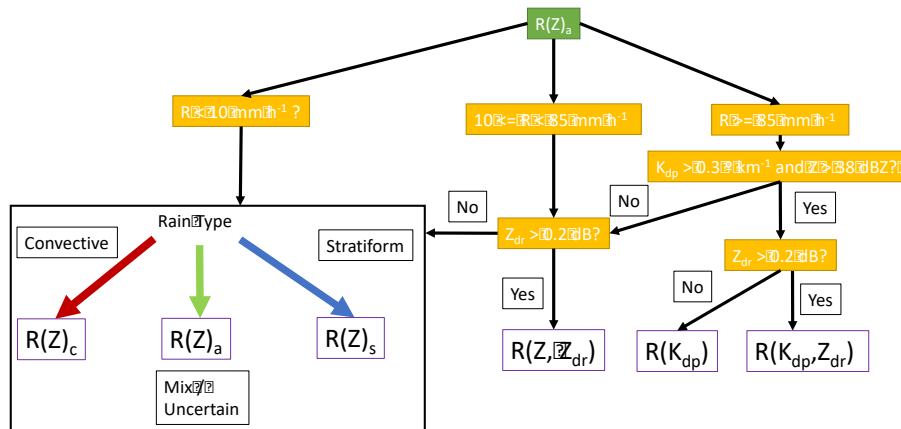 R(Z)a
R < 10 mm h-1 ?
10 <= R < 85 mm h-1
R >= 85 mm h-1
Kdp > 0.3 ° km-1 and Z > 38 dBZ?
Rain Type
Convective
Stratiform
No
Zdr > 0.2 dB?
No
Yes
Zdr > 0.2 dB?
Yes
No
Yes
R(Z)c
R(Z)a
R(Z)s
R(Z, Zdr)
R(Kdp)
R(Kdp,Zdr)
Mix /
Uncertain